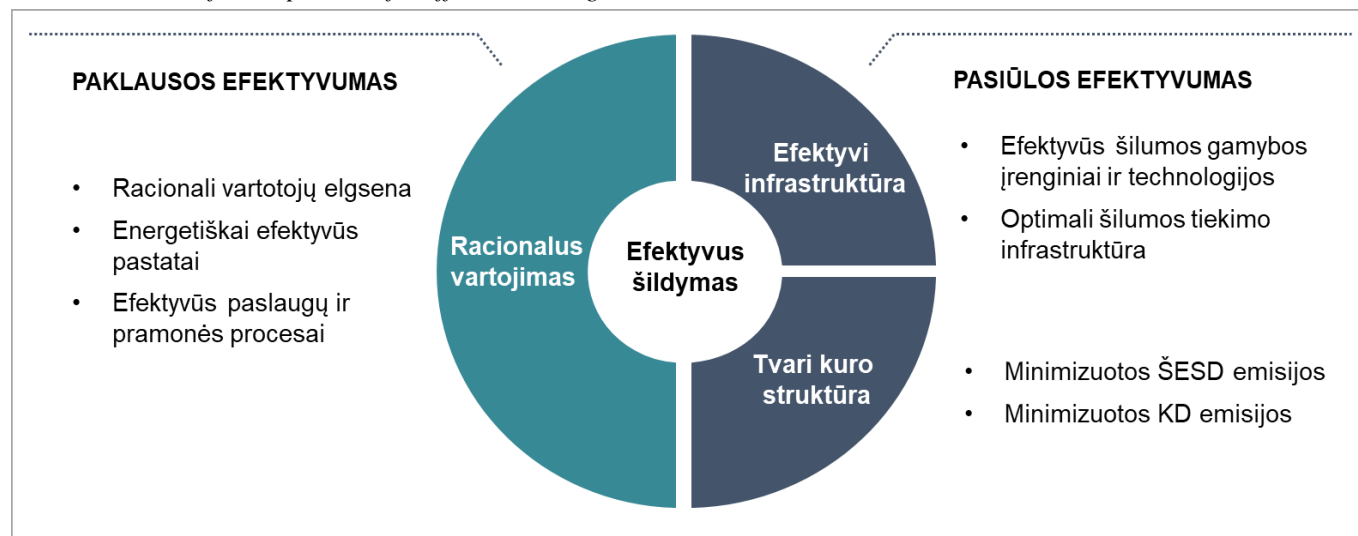 PAKLAUSOS EFEKTYVUMAS
• Racionali vartotojų elgsena
• Energetiškai efektyvūs
pastatai
• Efektyvūs paslaugų ir
pramonės procesai
Racionalus
vartojimas
Efektyvus
šildymas
Efektyvi
infrastruktūra
Tvari kuro
struktūra
PASIŪLOS EFEKTYVUMAS
• Efektyvūs šilumos gamybos
įrenginiai ir technologijos
• Optimali šilumos tiekimo
infrastruktūra
• Minimizuotos ŠESD emisijos
• Minimizuotos KD emisijos